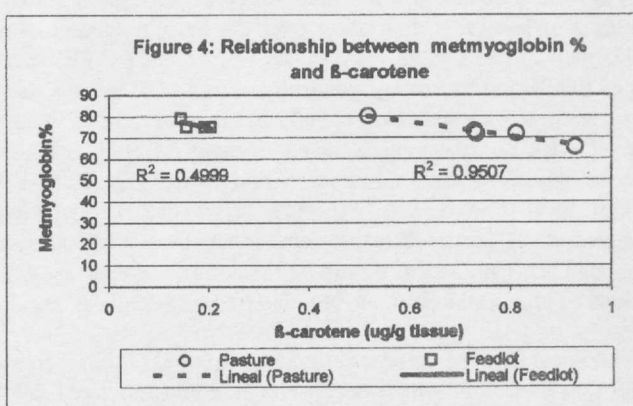 Figure 4: Relationship between metmyoglobin %
and ß-carotene
Metmyoglobin%
90
80
70
60
50
40
30
20
10
0
R² = 0.4999
R² = 0.9507
0 0.2 0.4 0.6 0.8 1
ß-carotene (ug/g tissue)
Pasture Feedlot
Lineal (Pasture) Lineal (Feedlot)